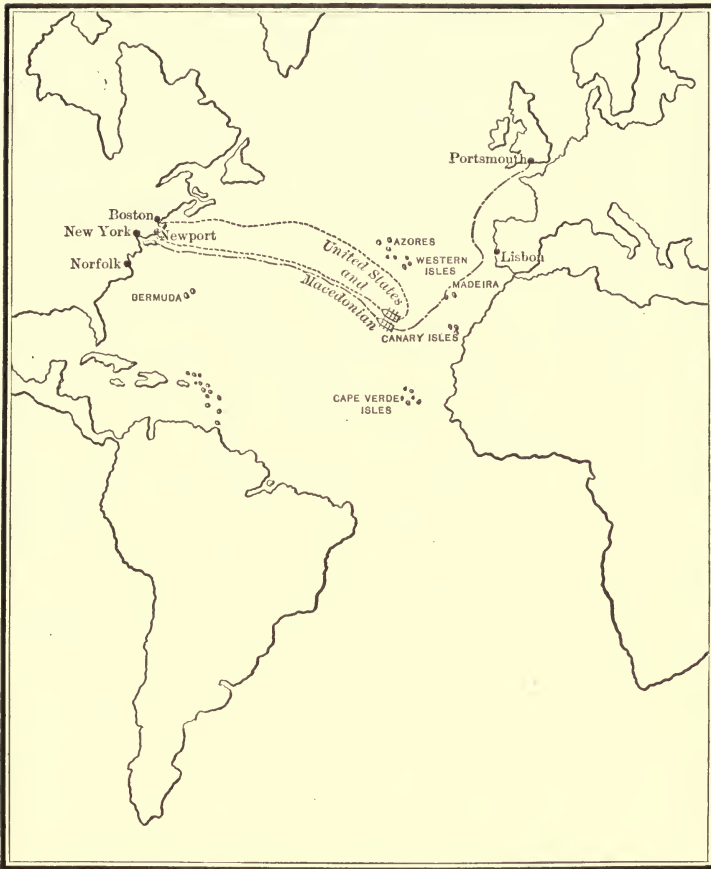 Portsmouth
Boston
New York
Newport
Norfolk
AZORES
WESTERN
ISLES
Lisbon
United States
and
Macedonian
MADEIRA
BERMUDA
CANARY ISLES
CAPE VERDE
ISLES